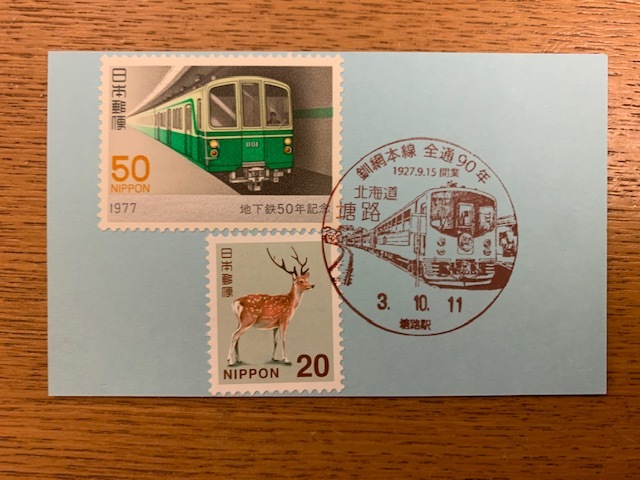 日本郵便
50
NIPPON
1977
地下鉄50年記念
日本郵便
NIPPON 20
釧網本線 全通90年
1927.9.15 開業
北海道
塘路
3. 10. 11
塘路駅